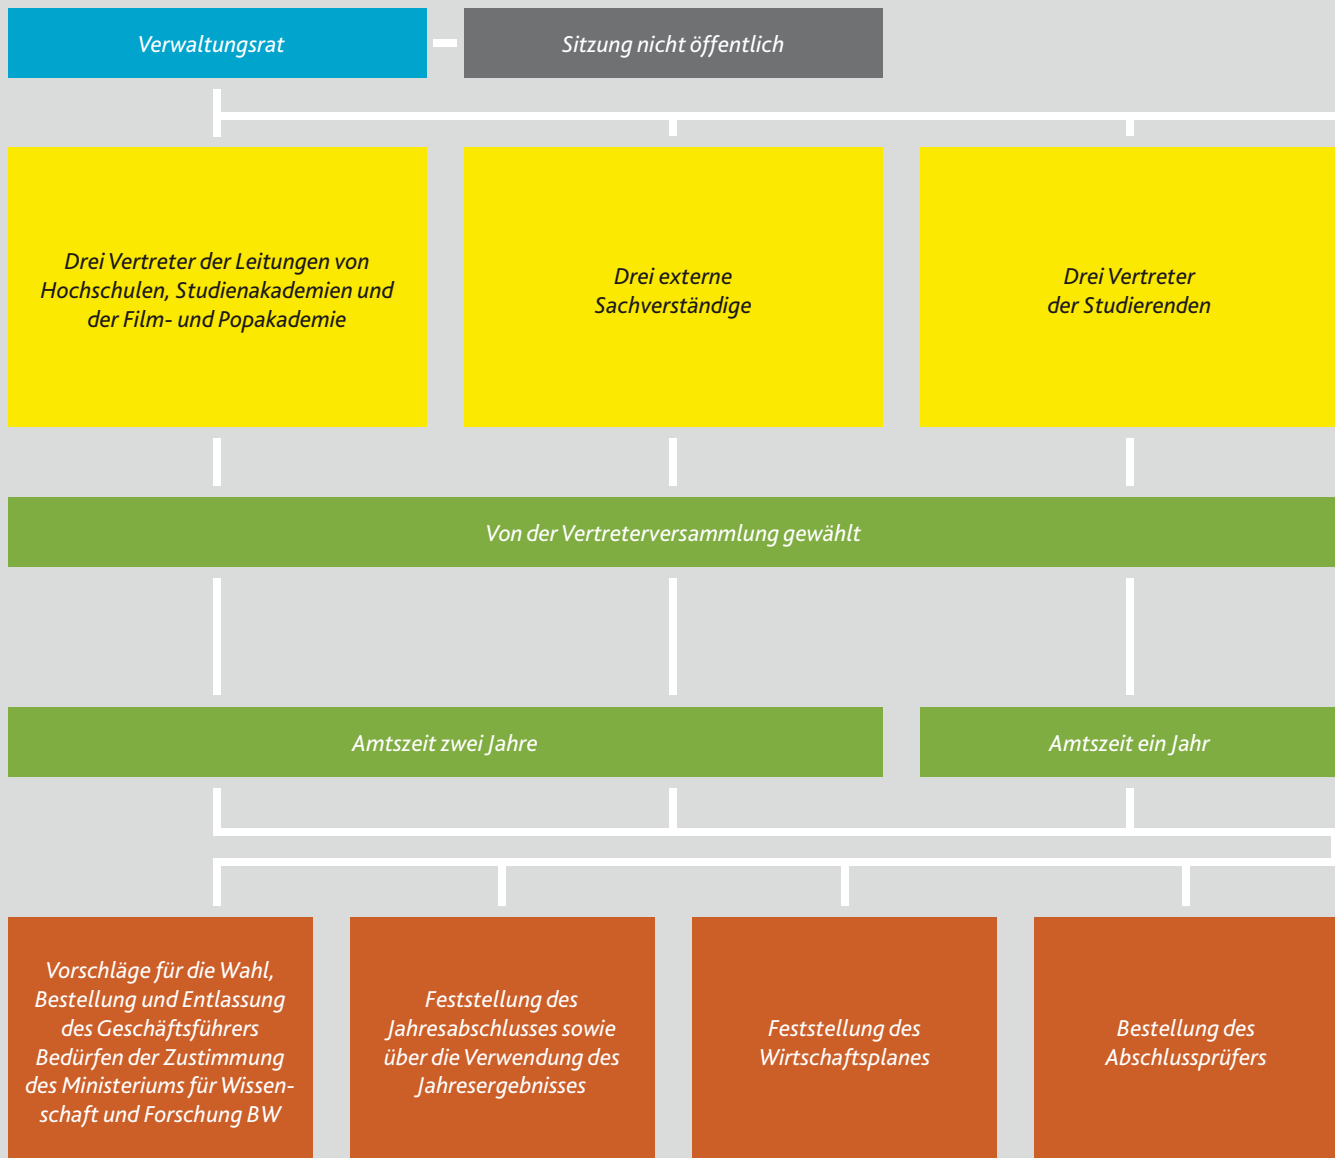 Verwaltungsrat
Sitzung nicht öffentlich
Drei Vertreter der Leitungen von
Hochschulen, Studienakademien und
der Film- und Popakademie
Drei externe
Sachverständige
Drei Vertreter
der Studierenden
Von der Vertreterversammlung gewählt
Amtszeit zwei Jahre
Amtszeit ein Jahr
Vorschläge für die Wahl,
Bestellung und Entlassung
des Geschäftsführers
Bedürfen der Zustimmung
des Ministeriums für Wissen-
schaft und Forschung BW
Feststellung des
Jahresabschlusses sowie
über die Verwendung des
Jahresergebnisses
Feststellung des
Wirtschaftsplanes
Bestellung des
Abschlussprüfers